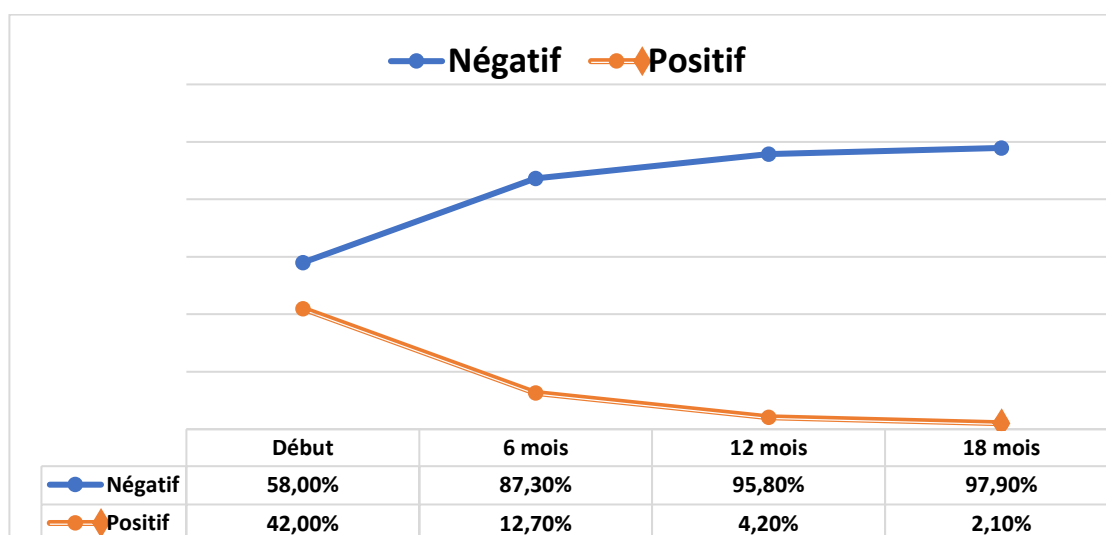 Négatif Positif
Début 6 mois 12 mois 18 mois
Négatif 58,00% 87,30% 95,80% 97,90%
Positif 42,00% 12,70% 4,20% 2,10%